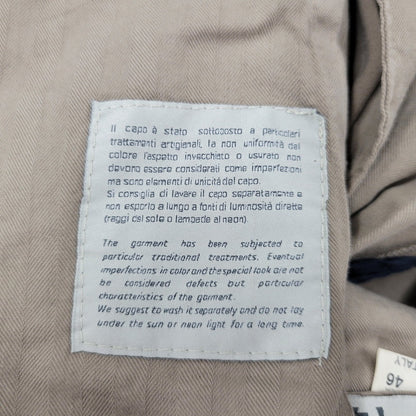 Il capo è stato sottoposto a particolari
trattamenti artigianali, la non uniformità del
colore l'aspetto invecchiato o usurato non
devono essere considerati come imperfezioni
ma sono elementi di unicità del capo.
Si consiglia di lavare il capo separatamente e
non esporlo a lungo a fonti di luminosità dirette
(raggi del sole o lampade al neon).
The garment has been subjected to
particular traditional treatments. Eventual
imperfections in color and the special look are not
be considered defects but particular
characteristics of the garment.
We suggest to wash it separately and do not lay
under the sun or neon light for a long time.
46
ITALY